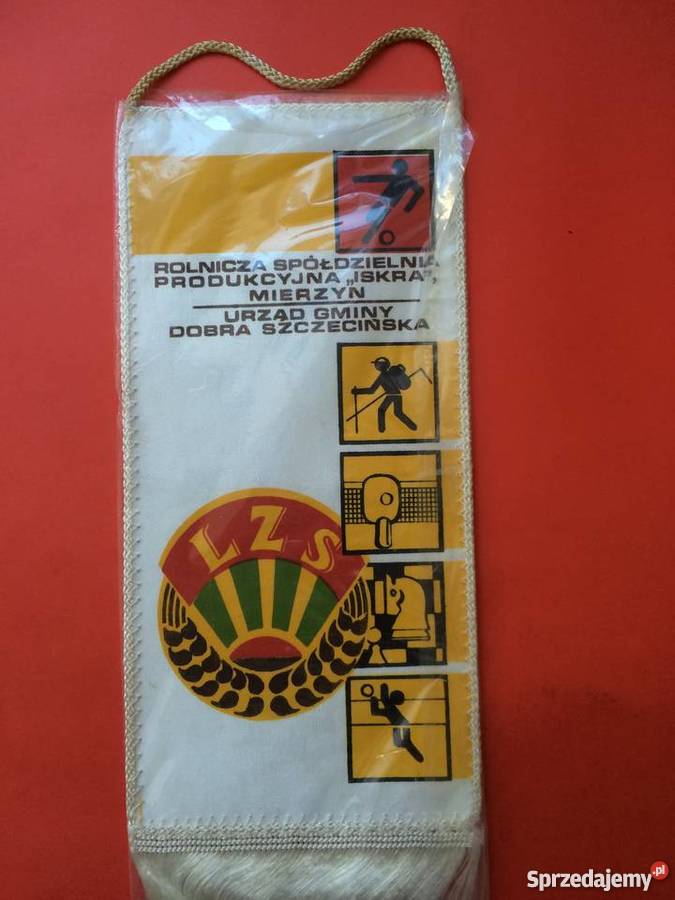 ROLNICZA SPÓŁDZIELNIA
PRODUKCYJNA „ISKRA",
MIERZYN
URZĄD GMINY
DOBRA SZCZECIŃSKA
LZS
Sprzedajemy.pl